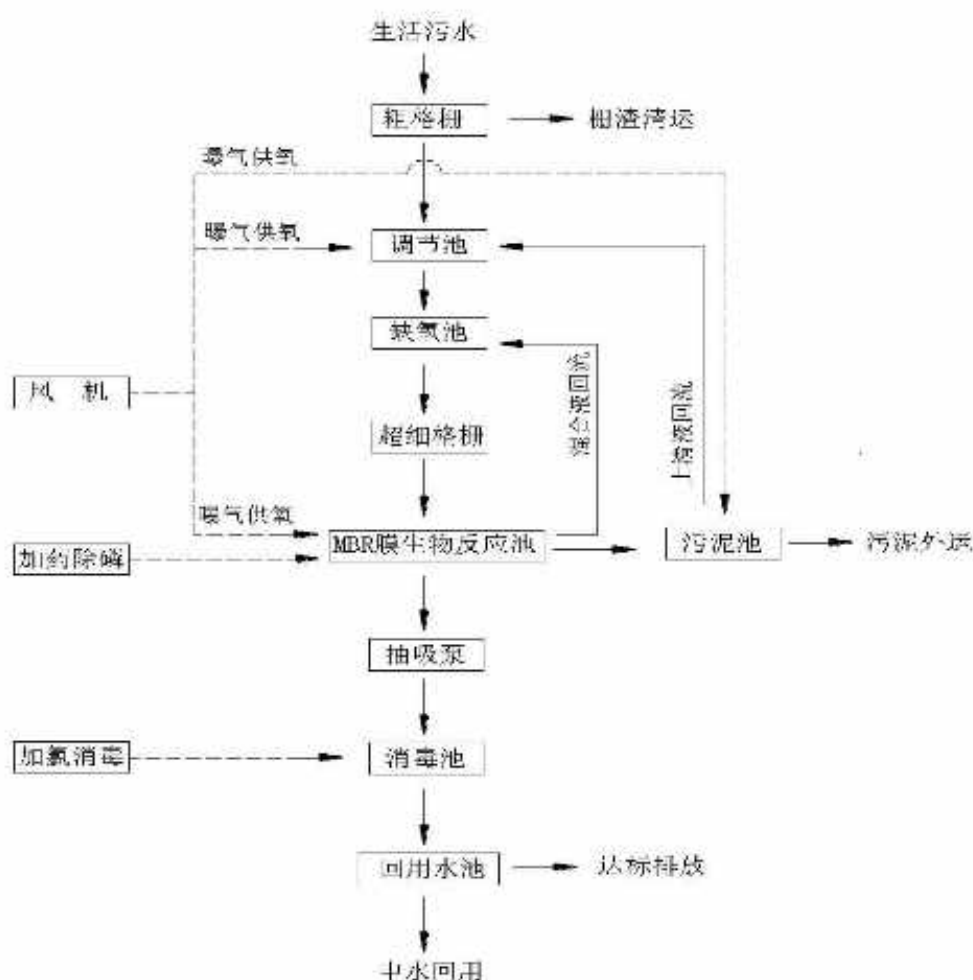 生活污水
粗格栅
栅渣清运
曝气供氧
曝气供氧
调节池
缺氧池
风 机
混合液回流
上清液回流
超细格栅
曝气供氧
MBR膜生物反应池
污泥池
污泥外运
加药除磷
抽吸泵
加氯消毒
消毒池
回用水池
达标排放
中水回用